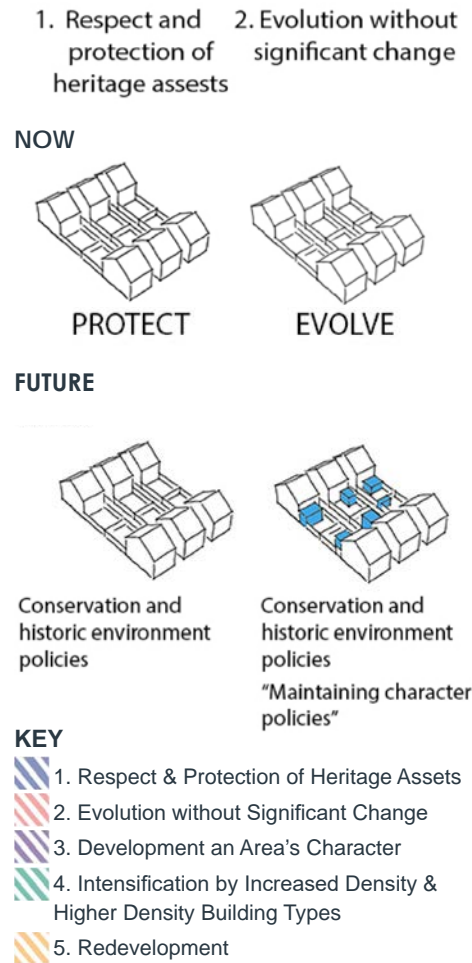 1. Respect and
protection of
heritage assests
2. Evolution without
significant change
NOW
PROTECT
EVOLVE
FUTURE
Conservation and
historic environment
policies
Conservation and
historic environment
policies
"Maintaining character
policies"
KEY
1. Respect & Protection of Heritage Assets
2. Evolution without Significant Change
3. Development an Area's Character
4. Intensification by Increased Density &
Higher Density Building Types
5. Redevelopment